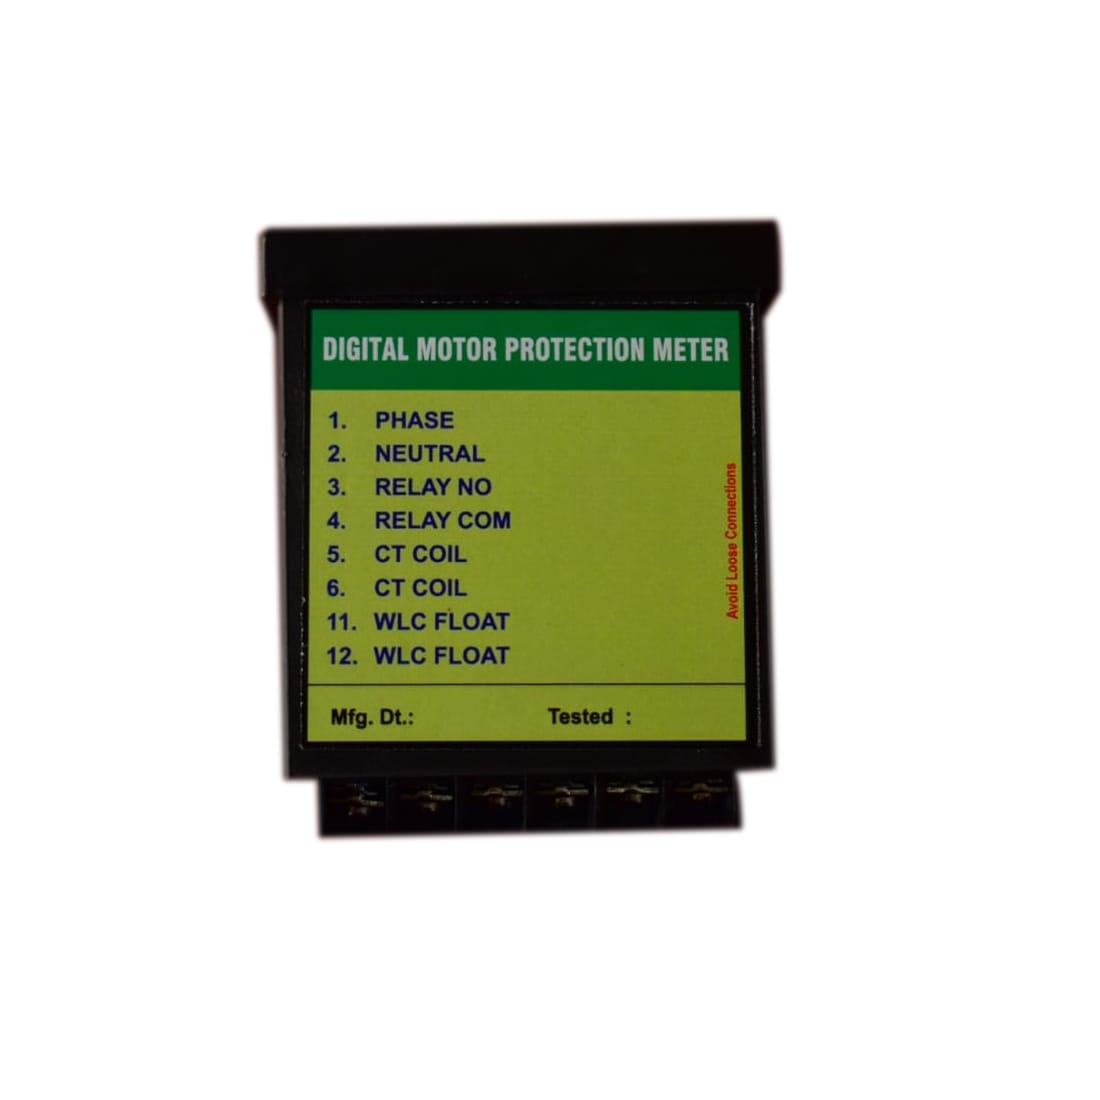 DIGITAL MOTOR PROTECTION METER
1. PHASE
2. NEUTRAL
3. RELAY NO
4. RELAY COM
5. CT COIL
6. CT COIL
11. WLC FLOAT
12. WLC FLOAT
Avoid Loose Connections
Mfg. Dt.: Tested :